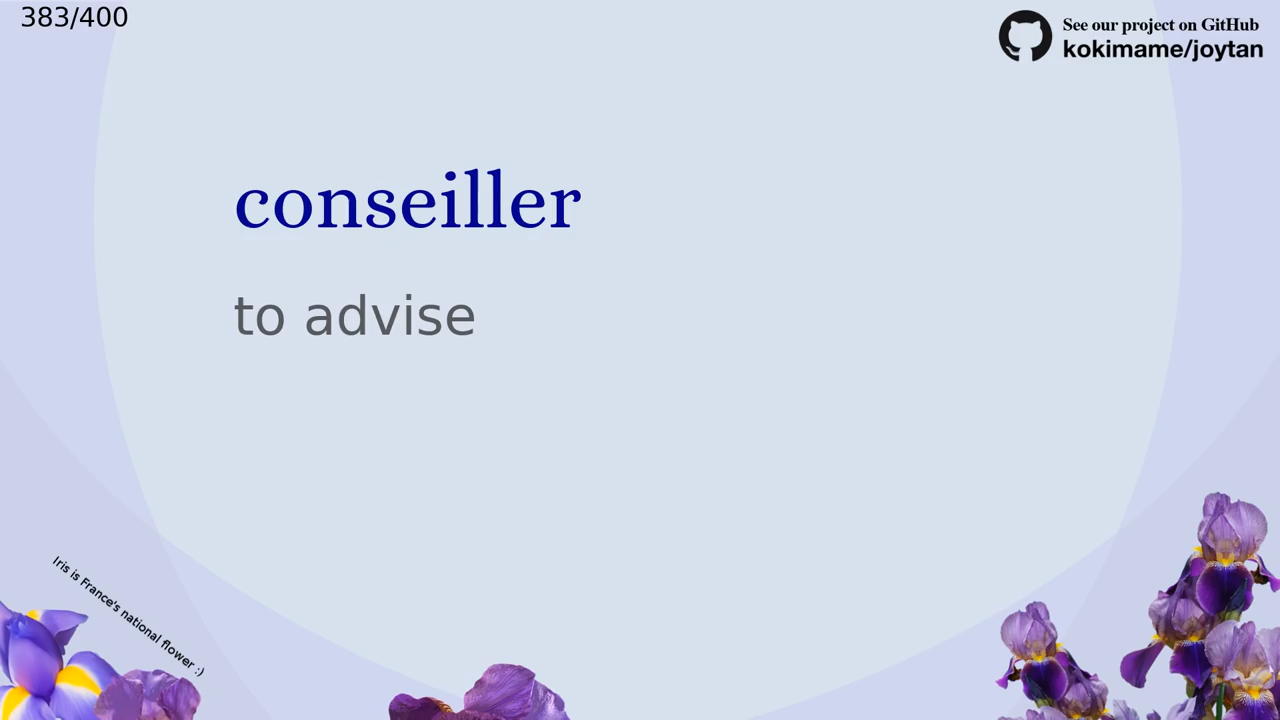 383/400
See our project on GitHub
kokimame/joytan
conseiller
to advise
Iris is France's national flower :)